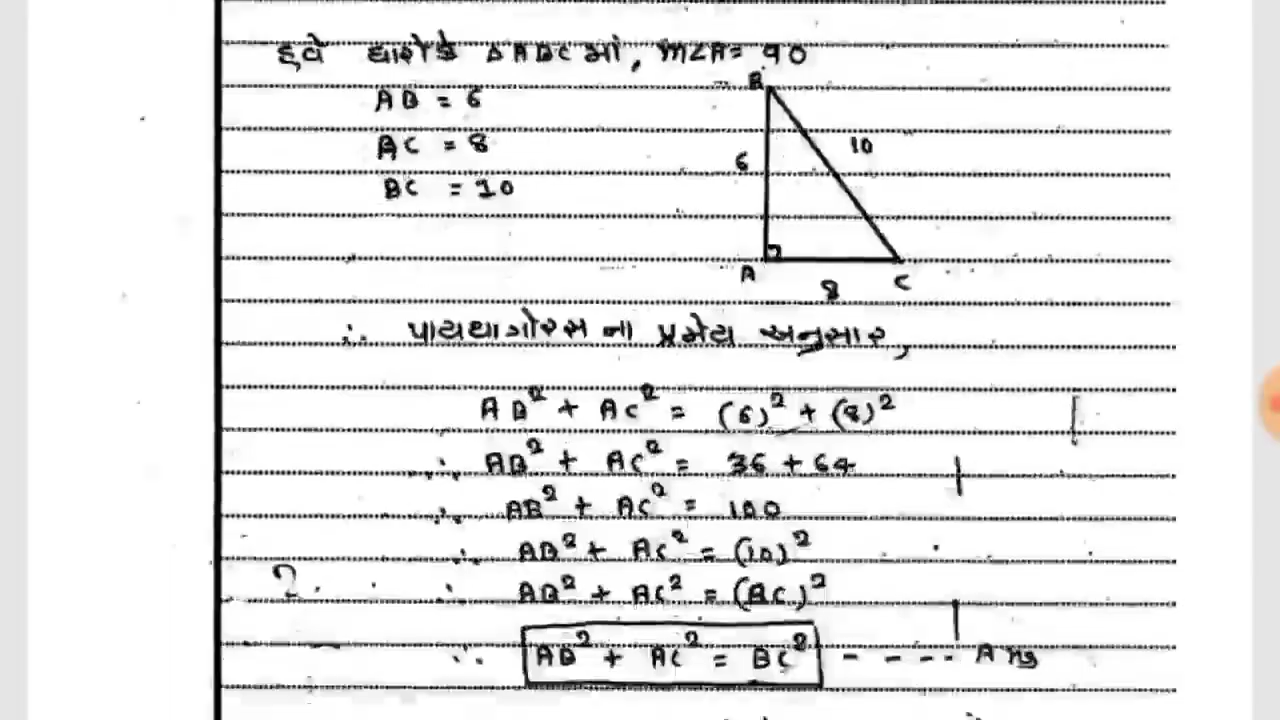 હવે ધારોકે ΔABC માં, m∠A = 90
AB = 6
AC = 8
BC = 10
B
6
10
A
8
C
∴ પાયથાગોરસ ના પ્રમેય અનુસાર,
AB² + AC² = (6)² + (8)²
∴ AB² + AC² = 36 + 64
∴ AB² + AC² = 100
∴ AB² + AC² = (10)²
∴ AB² + AC² = (BC)²
∴ AB² + AC² = BC² - - - - Ans